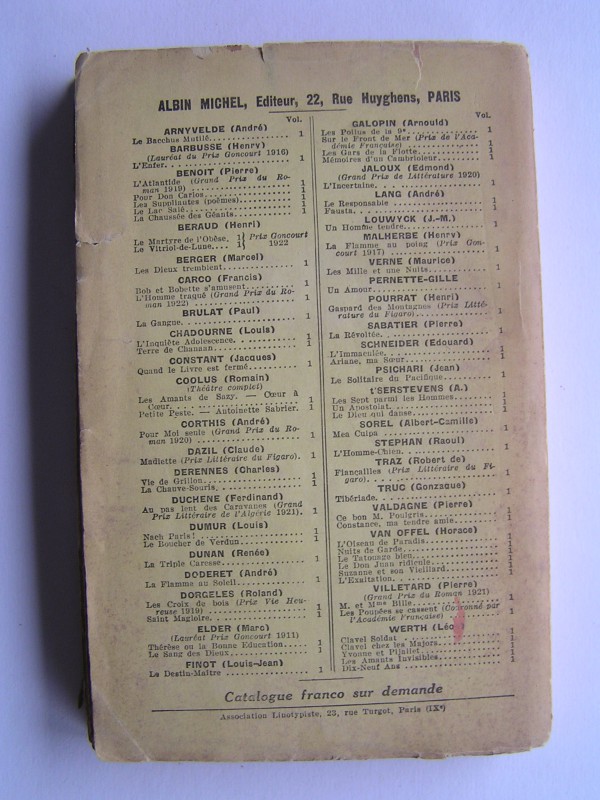 ALBIN MICHEL, Editeur, 22, Rue Huyghens, PARIS
Vol.
ARNYVELDE (André)
Le Bacchus Mutilé 1
BARBUSSE (Henry)
(Lauréat du Prix Goncourt 1916)
L'Enfer 1
BENOIT (Pierre)
L'Atlantide (Grand Prix du Ro-
man 1919) 1
Pour Don Carlos 1
Les Suppliantes (poèmes) 1
Le Lac Salé 1
La Chaussée des Géants 1
BERAUD (Henri)
Le Martyre de l'Obèse. 1 } Prix Goncourt
Le Vitriol-de-Lune 1 } 1922
BERGER (Marcel)
Les Dieux tremblent 1
CARCO (Francis)
Bob et Bobette s'amusent 1
L'Homme traqué (Grand Prix du Ro-
man 1922) 1
BRULAT (Paul)
La Gangue 1
CHADOURNE (Louis)
L'Inquiète Adolescence 1
Terre de Chanaan 1
CONSTANT (Jacques)
Quand le Livre est fermé 1
COOLUS (Romain)
(Théâtre complet)
Les Amants de Sazy. — Cœur à
Cœur 1
Petite Peste. — Antoinette Sabrier. 1
CORTHIS (André)
Pour Moi seule (Grand Prix du Ro-
man 1920) 1
DAZIL (Claude)
Madlette (Prix Littéraire du Figaro). 1
DERENNES (Charles)
Vie de Grillon 1
La Chauve-Souris 1
DUCHENE (Ferdinand)
Au pas lent des Caravanes (Grand
Prix Littéraire de l'Algérie 1921). 1
DUMUR (Louis)
Nach Paris! 1
Le Boucher de Verdun 1
DUNAN (Renée)
La Triple Caresse 1
DODERET (André)
La Flamme au Soleil 1
DORGELES (Roland)
Les Croix de bois (Prix Vie Heu-
reuse 1919) 1
Saint Magloire 1
ELDER (Marc)
(Lauréat Prix Goncourt 1911)
Thérèse ou la Bonne Education 1
Le Sang des Dieux 1
FINOT (Louis-Jean)
Le Destin-Maître 1
Vol.
GALOPIN (Arnould)
Les Poilus de la 9e 1
Sur le Front de Mer (Prix de l'Aca-
démie Française) 1
Les Gars de la Flotte 1
Mémoires d'un Cambrioleur 1
JALOUX (Edmond)
(Grand Prix de Littérature 1920)
L'Incertaine 1
LANG (André)
Le Responsable 1
Fausta 1
LOUWYCK (J.-M.)
Un Homme tendre 1
MALHERBE (Henry)
La Flamme au poing (Prix Gon-
court 1917) 1
VERNE (Maurice)
Les Mille et une Nuits 1
PERNETTE-GILLE
Un Amour 1
POURRAT (Henri)
Gaspard des Montagnes (Prix Litté-
rature du Figaro) 1
SABATIER (Pierre)
La Révoltée 1
SCHNEIDER (Edouard)
L'Immaculée 1
Ariane, ma Sœur 1
PSICHARI (Jean)
Le Solitaire du Pacifique 1
t'SERSTEVENS (A.)
Les Sept parmi les Hommes 1
Un Apostolat 1
Le Dieu qui danse 1
SOREL (Albert-Camille)
Mea Culpa 1
STEPHAN (Raoul)
L'Homme-Chien 1
TRAZ (Robert de)
Fiançailles (Prix Littéraire du Fi-
garo) 1
TRUC (Gonzague)
Tibériade 1
VALDAGNE (Pierre)
Ce bon M. Poulgris 1
Constance, ma tendre amie 1
VAN OFFEL (Horace)
L'Oiseau de Paradis 1
Nuits de Garde 1
Le Tatouage bleu 1
Le Don Juan ridicule 1
Suzanne et son Vieillard 1
L'Exaltation 1
VILLETARD (Pierre)
(Grand Prix du Roman 1921)
M. et Mme Bille 1
Les Poupées se cassent (Couronné par
l'Académie Française) 1
WERTH (Léon)
Clavel Soldat 1
Clavel chez les Majors 1
Yvonne et Pijallet 1
Les Amants Invisibles 1
Dix-Neuf Ans 1
Catalogue franco sur demande
Association Linotypiste, 23, rue Turgot, Paris (IXe)